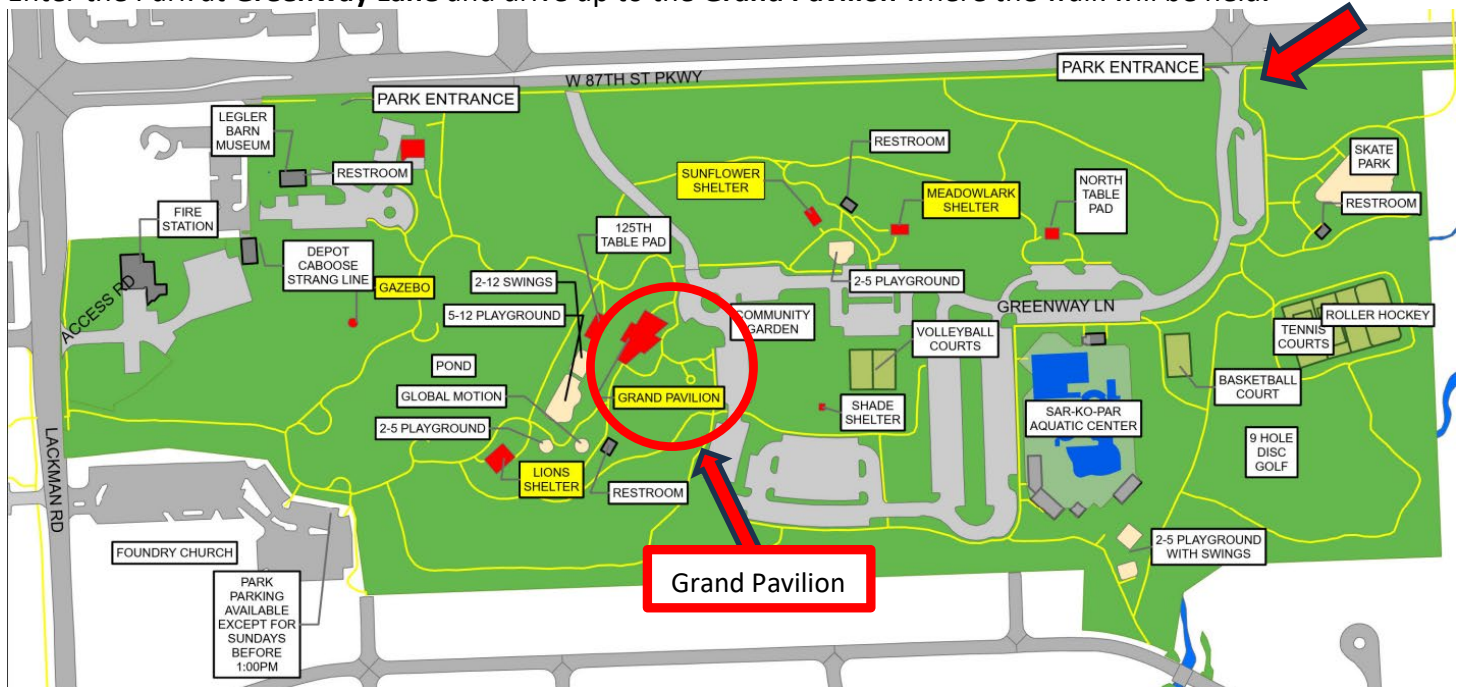 Enter the Park at Greenway Lane and drive up to the Grand Pavilion where the walk will be held.
W 87TH ST PKWY
PARK ENTRANCE
PARK ENTRANCE
LEGLER
BARN
MUSEUM
RESTROOM
FIRE
STATION
DEPOT
CABOOSE
STRANG LINE
GAZEBO
ACCESS RD
LACKMAN RD
125TH
TABLE PAD
2-12 SWINGS
5-12 PLAYGROUND
POND
GLOBAL MOTION
2-5 PLAYGROUND
LIONS
SHELTER
RESTROOM
GRAND PAVILION
COMMUNITY
GARDEN
SUNFLOWER
SHELTER
RESTROOM
MEADOWLARK
SHELTER
NORTH
TABLE
PAD
2-5 PLAYGROUND
VOLLEYBALL
COURTS
SHADE
SHELTER
GREENWAY LN
SKATE
PARK
RESTROOM
ROLLER HOCKEY
TENNIS
COURTS
BASKETBALL
COURT
SAR-KO-PAR
AQUATIC CENTER
9 HOLE
DISC
GOLF
2-5 PLAYGROUND
WITH SWINGS
FOUNDRY CHURCH
PARK
PARKING
AVAILABLE
EXCEPT FOR
SUNDAYS
BEFORE
1:00PM
Grand Pavilion